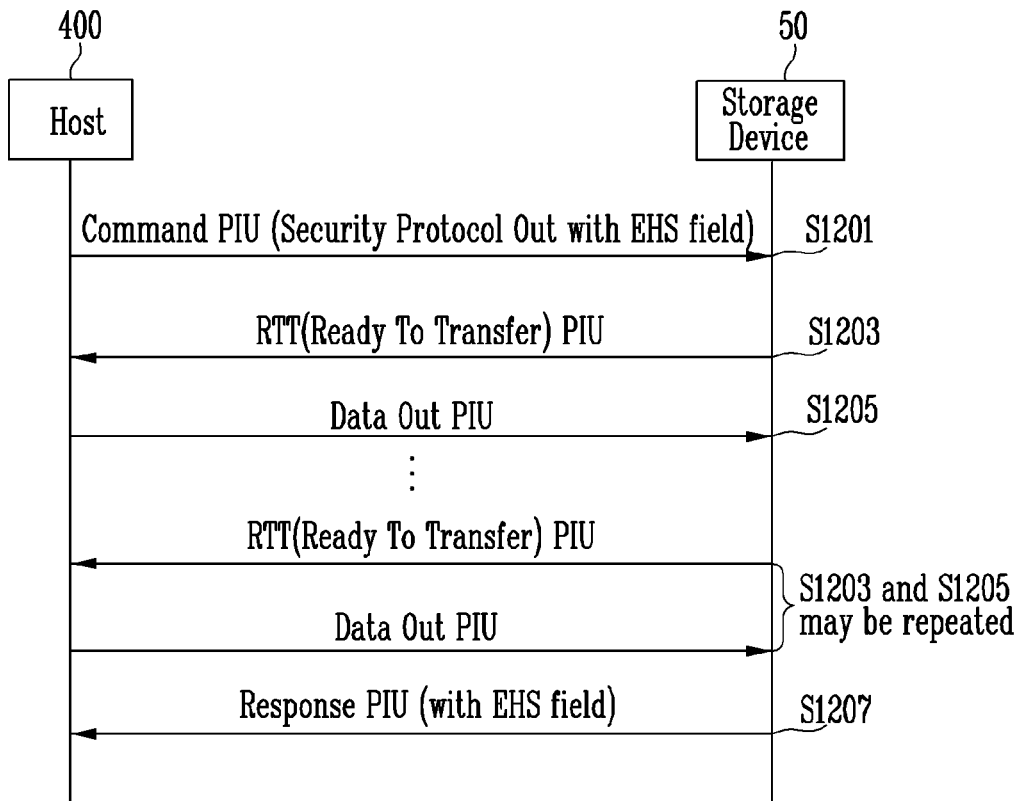 400
50
Host
Storage
Device
Command PIU (Security Protocol Out with EHS field)
S1201
RTT(Ready To Transfer) PIU
S1203
Data Out PIU
S1205
RTT(Ready To Transfer) PIU
S1203 and S1205
may be repeated
Data Out PIU
Response PIU (with EHS field)
S1207